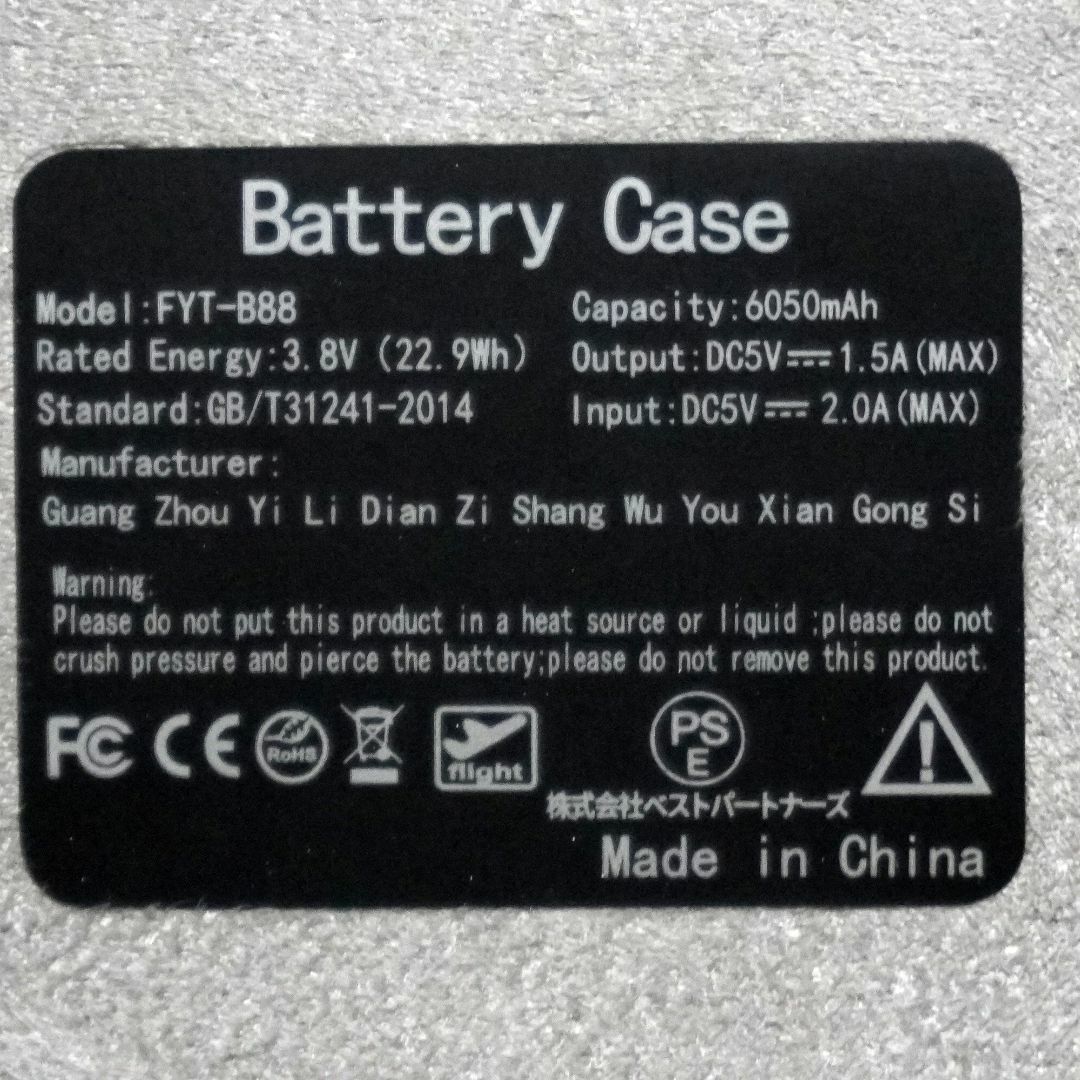 Battery Case
Model:FYT-B88
Capacity:6050mAh
Rated Energy:3.8V (22.9Wh)
Output:DC5V⎓1.5A(MAX)
Standard:GB/T31241-2014
Input:DC5V⎓ 2.0A(MAX)
Manufacturer:
Guang Zhou Yi Li Dian Zi Shang Wu You Xian Gong Si
Warning:
Please do not put this product in a heat source or liquid ;please do not
crush pressure and pierce the battery;please do not remove this product.
FC CE RoHS flight PSE
株式会社ベストパートナーズ
Made in China